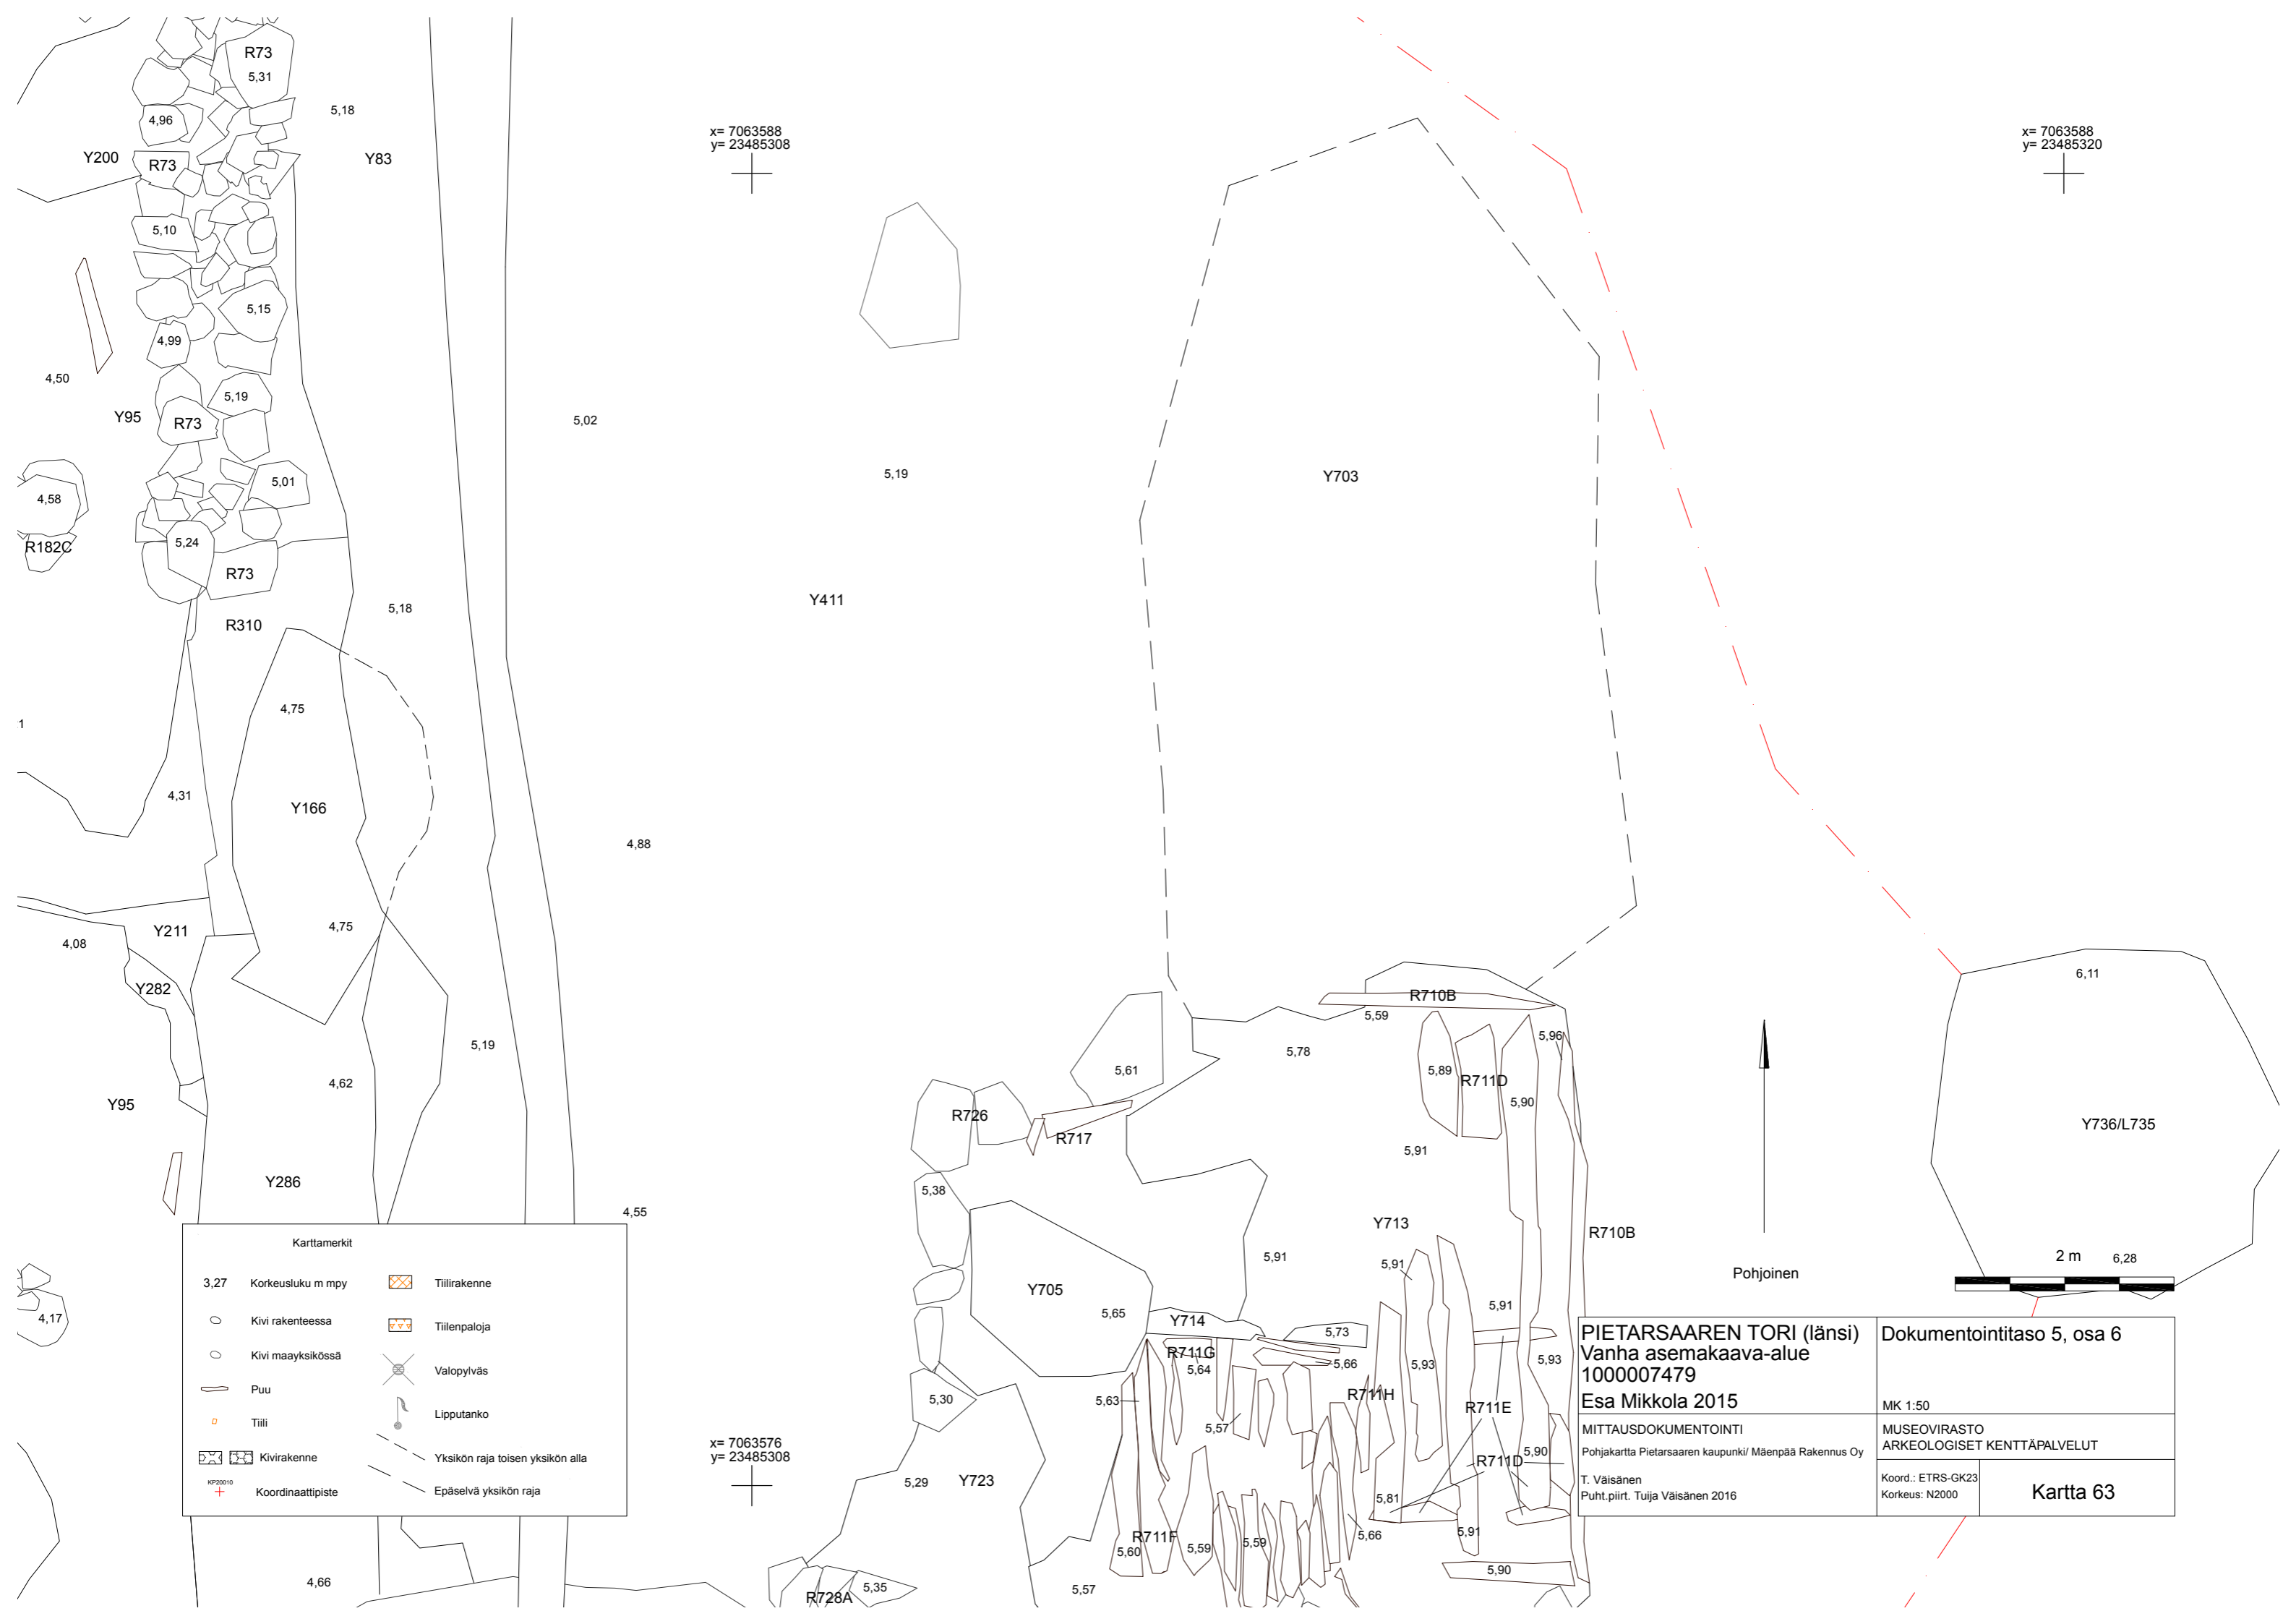 R73
5,31
5,18
4,96
Y200
R73
Y83
x= 7063588
y= 23485308
x= 7063588
y= 23485320
5,10
5,15
4,99
4,50
5,19
Y95
R73
5,02
5,19
Y703
5,01
4,58
R182C
5,24
R73
Y411
5,18
R310
4,75
1
4,31
Y166
4,88
4,75
Y211
4,08
6,11
Y282
R710B
5,59
5,96
5,19
5,78
5,61
5,89
R711D
4,62
5,90
Y95
R726
R717
5,91
Y736/L735
Y286
5,38
4,55
Y713
R710B
5,91
5,91
Pohjoinen
2 m
6,28
Y705
5,65
5,91
Y714
5,73
4,17
R711G
5,64
5,66
5,93
5,93
5,63
R711H
5,30
R711E
5,57
5,90
R711D
x= 7063576
y= 23485308
5,29
Y723
5,81
5,91
R711F
5,66
5,60
5,59
5,59
5,90
4,66
5,35
5,57
R728A
Karttamerkit
3,27
Korkeusluku m mpy
Tiilirakenne
Kivi rakenteessa
Tiilenpaloja
Kivi maayksikössä
Valopylväs
Puu
Lipputanko
Tiili
Kivirakenne
Yksikön raja toisen yksikön alla
KP20010
Koordinaattipiste
Epäselvä yksikön raja
PIETARSAAREN TORI (länsi)
Vanha asemakaava-alue
1000007479
Esa Mikkola 2015
Dokumentointitaso 5, osa 6
MK 1:50
MITTAUSDOKUMENTOINTI
Pohjakartta Pietarsaaren kaupunki/ Mäenpää Rakennus Oy
T. Väisänen
Puht.piirt. Tuija Väisänen 2016
MUSEOVIRASTO
ARKEOLOGISET KENTTÄPALVELUT
Koord.: ETRS-GK23
Korkeus: N2000
Kartta 63